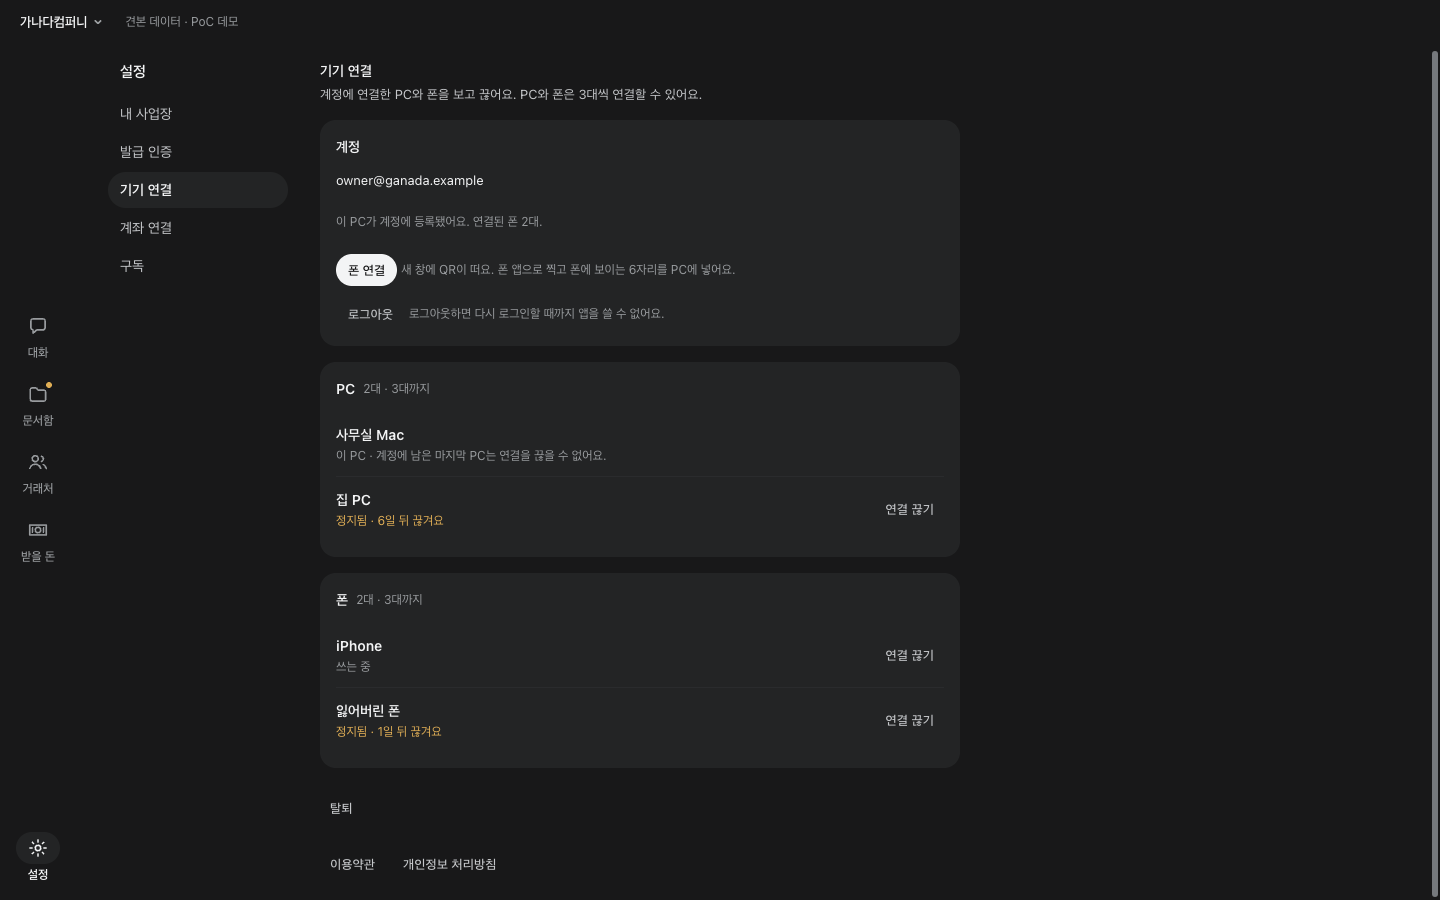 가나다컴퍼니
견본 데이터 · PoC 데모
설정
내 사업장
발급 인증
기기 연결
계좌 연결
구독
대화
문서함
거래처
받을 돈
설정
기기 연결
계정에 연결한 PC와 폰을 보고 끊어요. PC와 폰은 3대씩 연결할 수 있어요.
계정
owner@ganada.example
이 PC가 계정에 등록됐어요. 연결된 폰 2대.
폰 연결 새 창에 QR이 떠요. 폰 앱으로 찍고 폰에 보이는 6자리를 PC에 넣어요.
로그아웃 로그아웃하면 다시 로그인할 때까지 앱을 쓸 수 없어요.
PC 2대 · 3대까지
사무실 Mac
이 PC · 계정에 남은 마지막 PC는 연결을 끊을 수 없어요.
집 PC
정지됨 · 6일 뒤 끊겨요
연결 끊기
폰 2대 · 3대까지
iPhone
쓰는 중
연결 끊기
잃어버린 폰
정지됨 · 1일 뒤 끊겨요
연결 끊기
탈퇴
이용약관 개인정보 처리방침